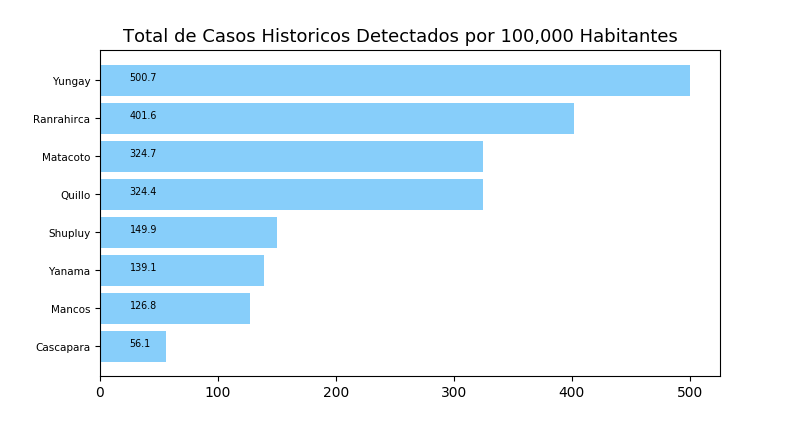 Total de Casos Historicos Detectados por 100,000 Habitantes
Yungay 500.7
Ranrahirca 401.6
Matacoto 324.7
Quillo 324.4
Shupluy 149.9
Yanama 139.1
Mancos 126.8
Cascapara 56.1
0 100 200 300 400 500